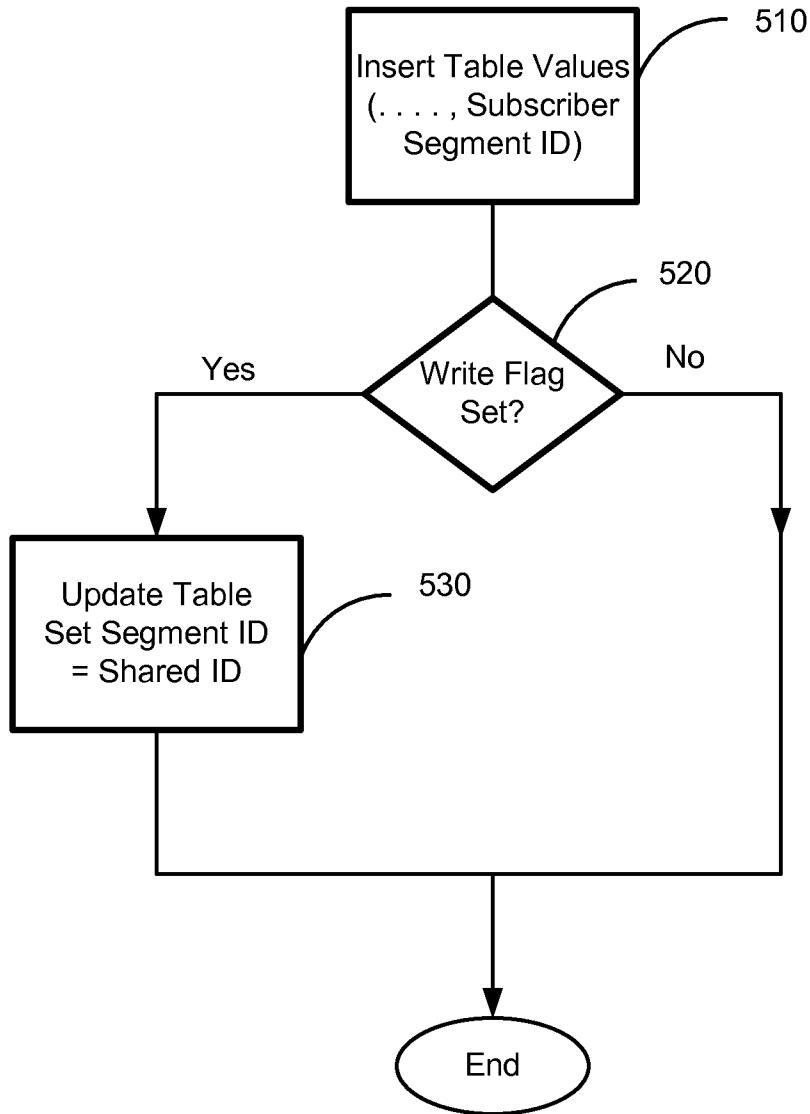 510
Insert Table Values
(. . . . , Subscriber
Segment ID)
520
Yes
Write Flag
Set?
No
Update Table
Set Segment ID
= Shared ID
530
End